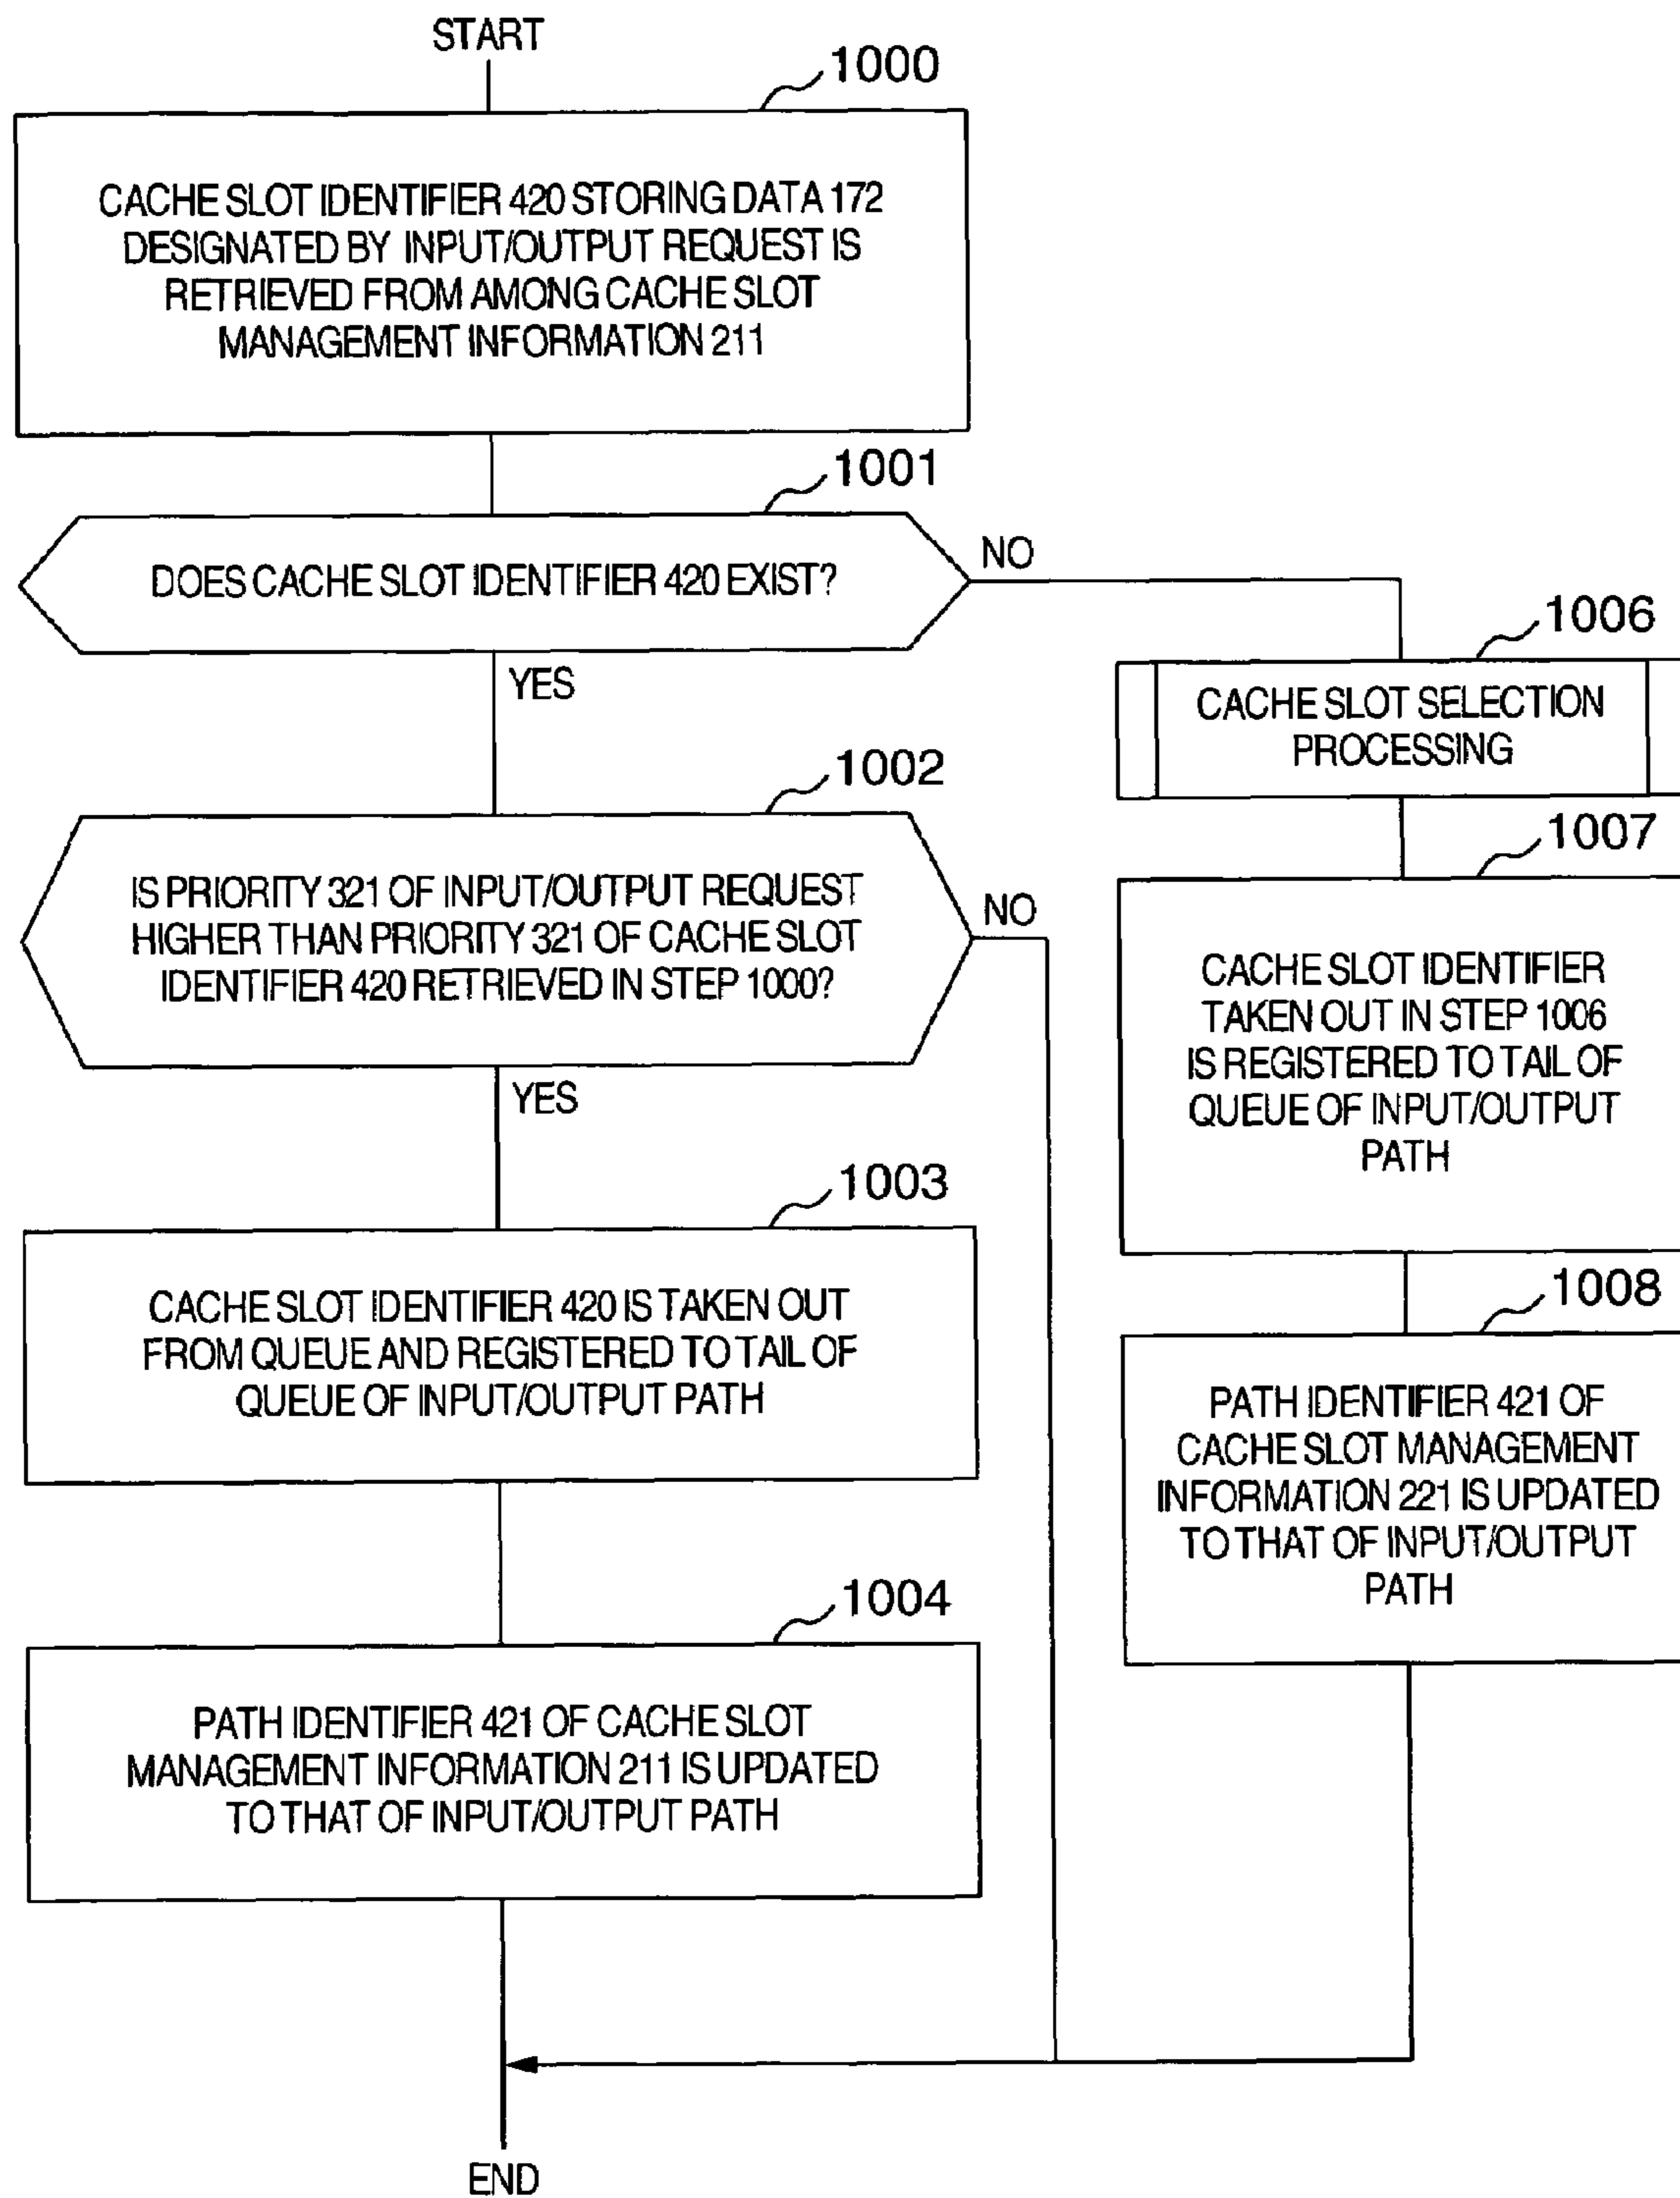 START
1000
CACHE SLOT IDENTIFIER 420 STORING DATA 172
DESIGNATED BY INPUT/OUTPUT REQUEST IS
RETRIEVED FROM AMONG CACHE SLOT
MANAGEMENT INFORMATION 211
1001
DOES CACHE SLOT IDENTIFIER 420 EXIST?
NO
YES
1002
IS PRIORITY 321 OF INPUT/OUTPUT REQUEST
HIGHER THAN PRIORITY 321 OF CACHE SLOT
IDENTIFIER 420 RETRIEVED IN STEP 1000?
NO
YES
1003
CACHE SLOT IDENTIFIER 420 IS TAKEN OUT
FROM QUEUE AND REGISTERED TO TAIL OF
QUEUE OF INPUT/OUTPUT PATH
1004
PATH IDENTIFIER 421 OF CACHE SLOT
MANAGEMENT INFORMATION 211 IS UPDATED
TO THAT OF INPUT/OUTPUT PATH
1006
CACHE SLOT SELECTION
PROCESSING
1007
CACHE SLOT IDENTIFIER
TAKEN OUT IN STEP 1006
IS REGISTERED TO TAIL OF
QUEUE OF INPUT/OUTPUT
PATH
1008
PATH IDENTIFIER 421 OF
CACHE SLOT MANAGEMENT
INFORMATION 221 IS UPDATED
TO THAT OF INPUT/OUTPUT
PATH
END